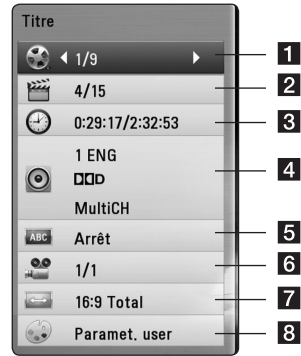 Titre
1/9 1
4/15 2
0:29:17/2:32:53 3
1 ENG
DD D 4
MultiCH
ABC Arrêt 5
1/1 6
16:9 Total 7
Paramet. user 8